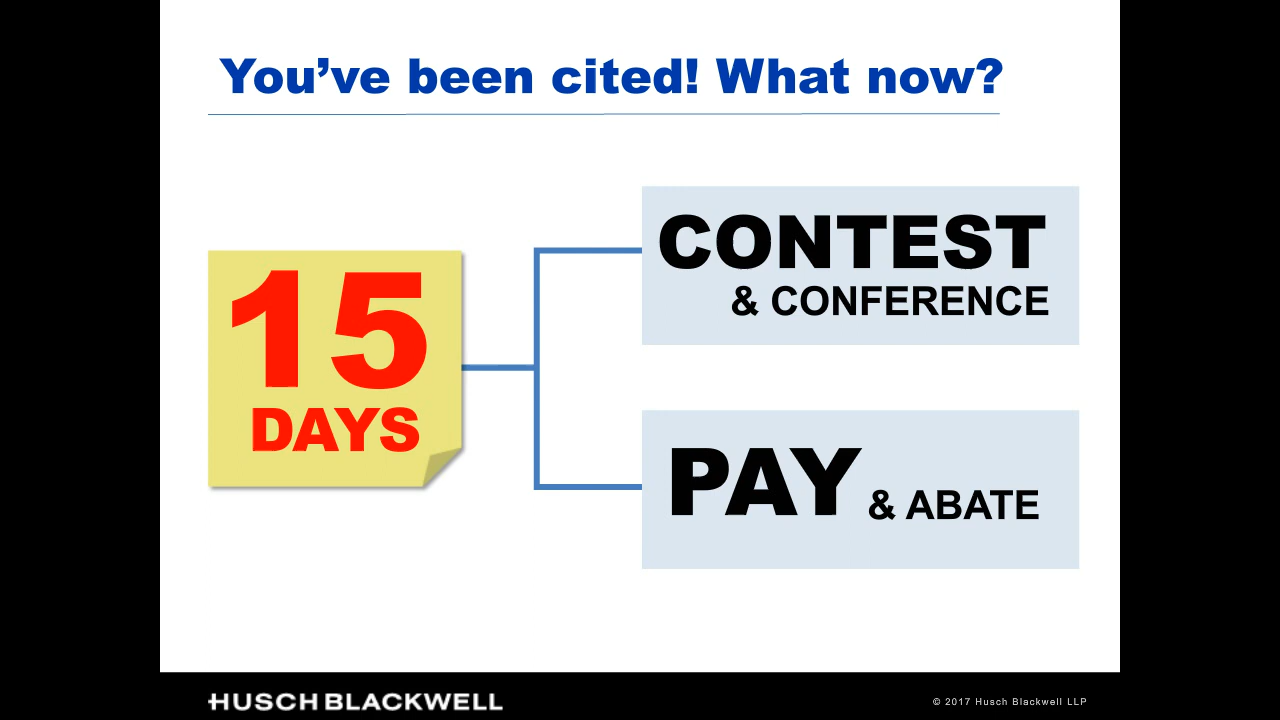 You’ve been cited! What now?
15
DAYS
CONTEST
& CONFERENCE
PAY & ABATE
HUSCH BLACKWELL
© 2017 Husch Blackwell LLP